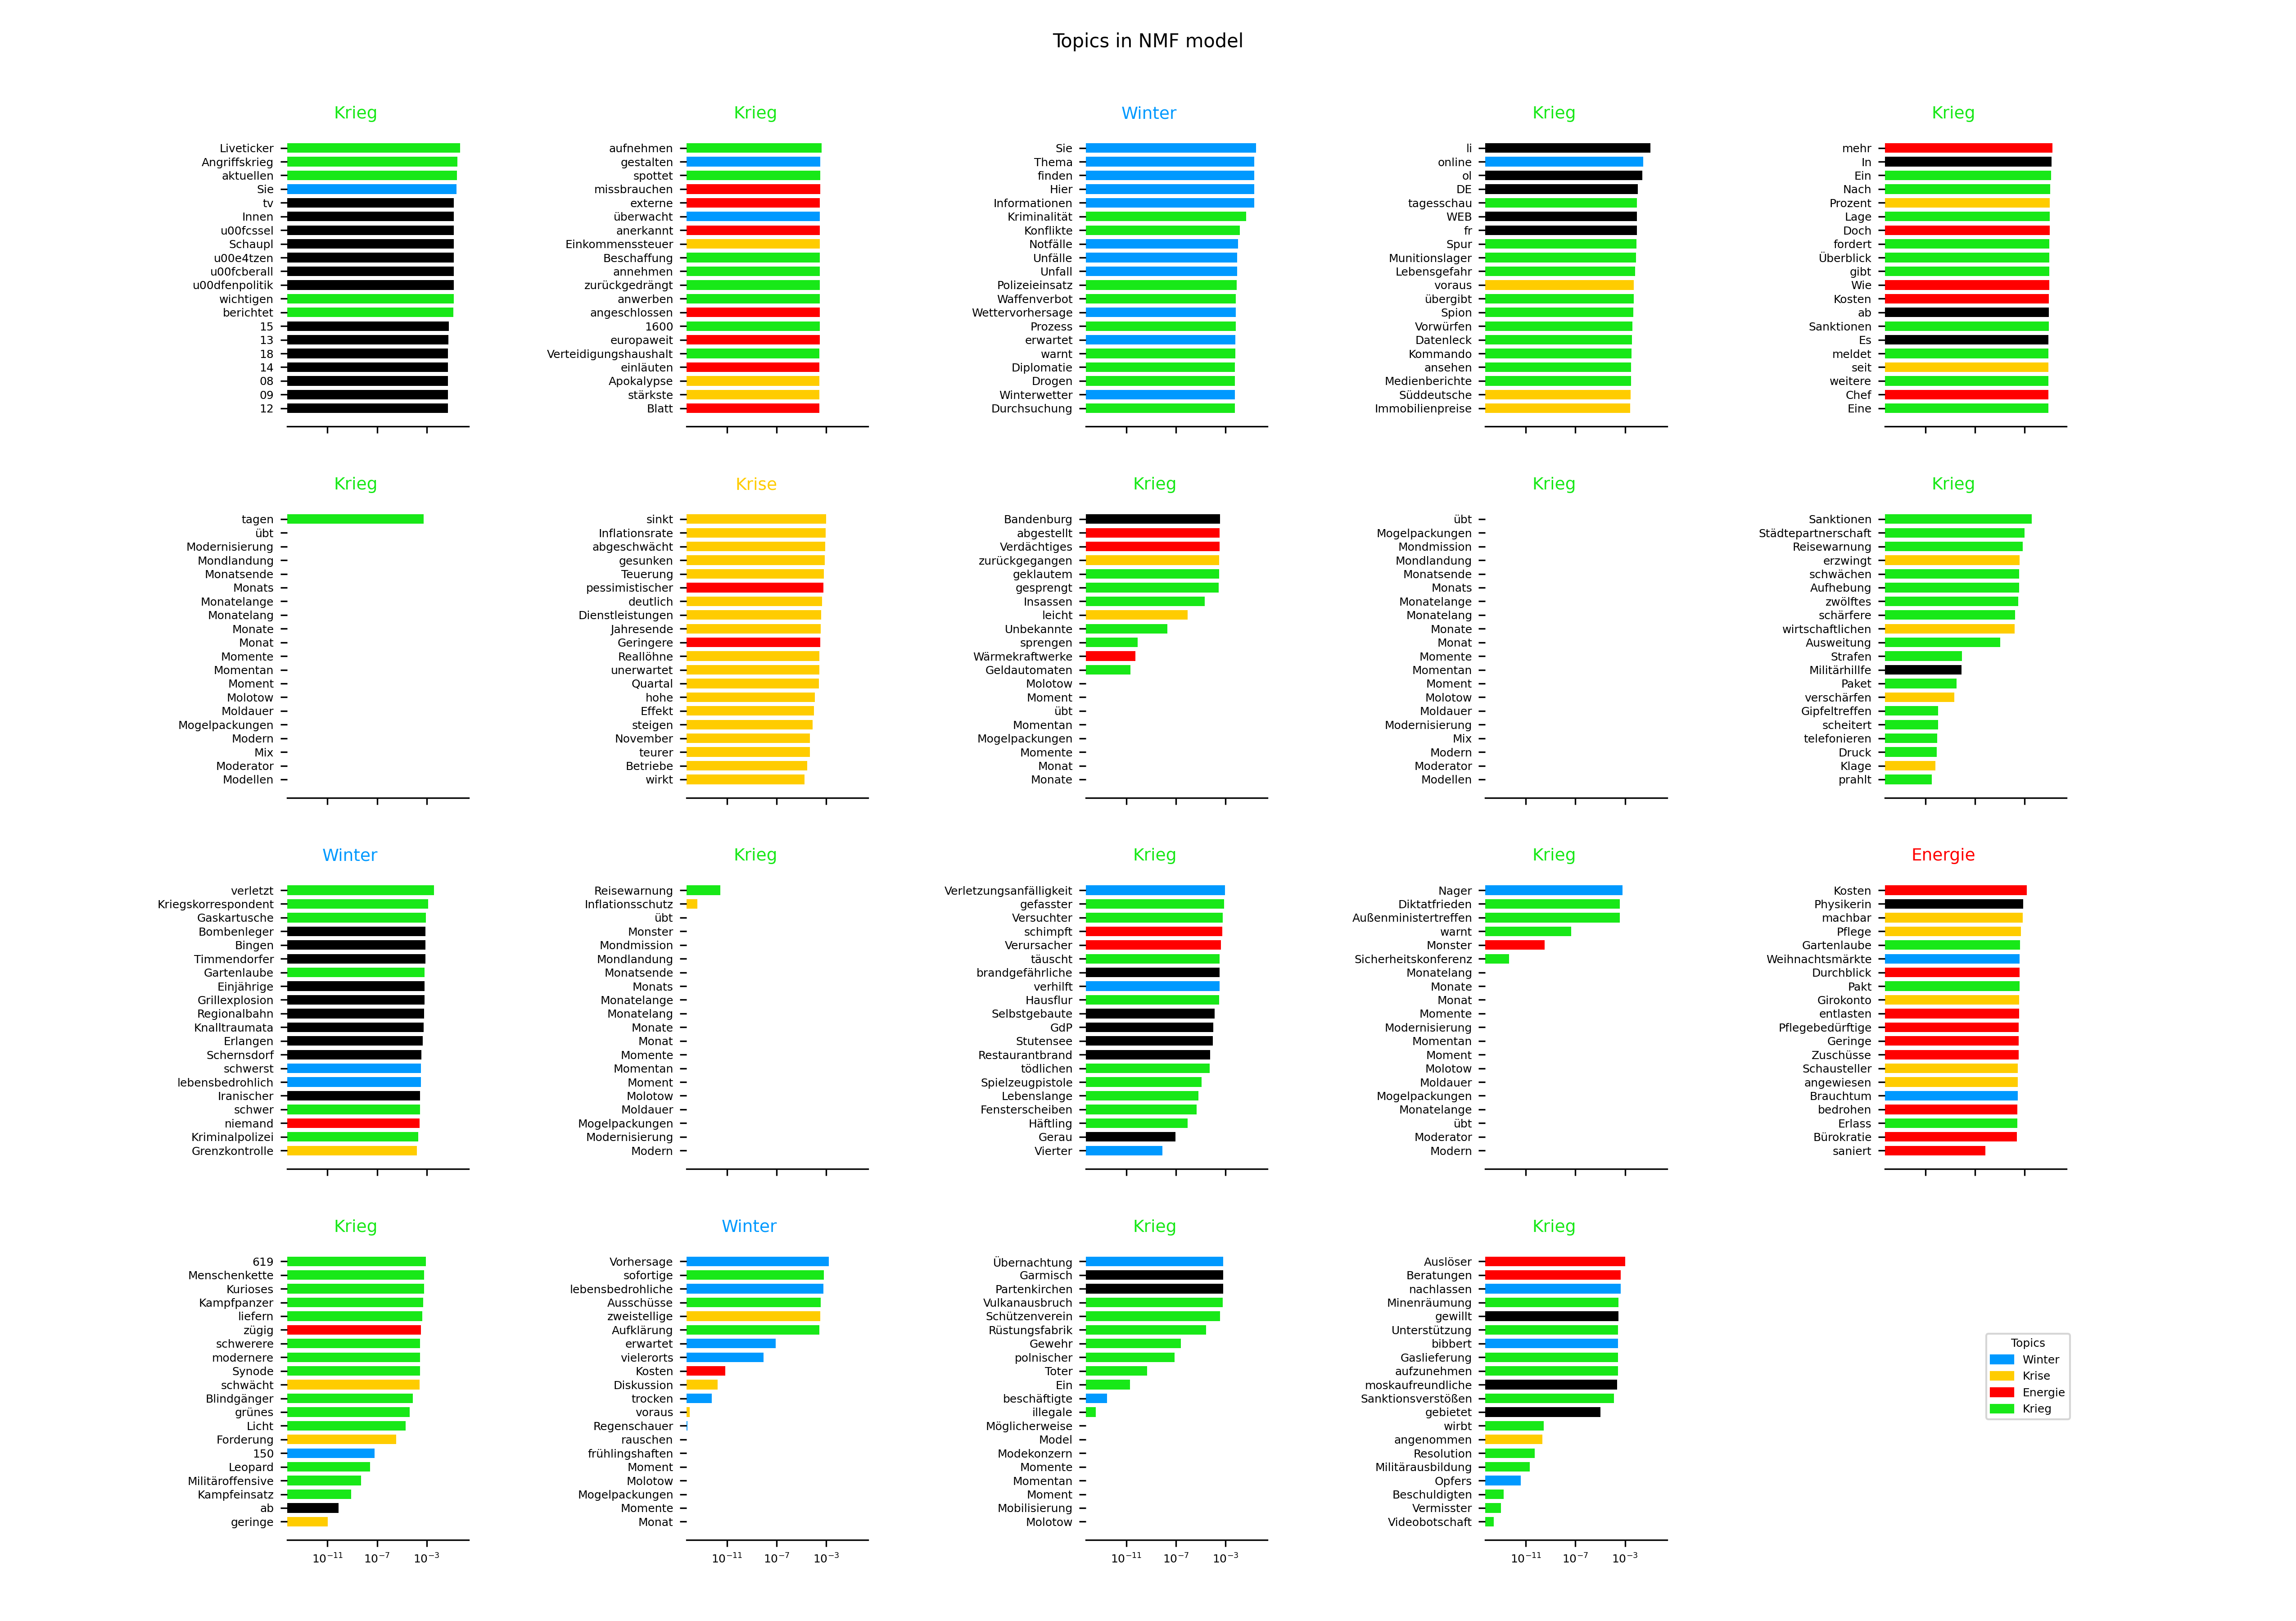 Topics in NMF model
Krieg
Liveticker
Angriffskrieg
aktuellen
Sie
tv
Innen
u00fcssel
Schaupl
u00e4tzen
u00fcberall
u00dfenpolitik
wichtigen
berichtet
15
13
18
14
08
09
12
Krieg
aufnehmen
gestalten
spottet
missbrauchen
externe
überwacht
anerkannt
Einkommenssteuer
Beschaffung
annehmen
zurückgedrängt
anwerben
angeschlossen
1600
europaweit
Verteidigungshaushalt
einläuten
Apokalypse
stärkste
Blatt
Winter
Sie
Thema
finden
Hier
Informationen
Kriminalität
Konflikte
Notfälle
Unfälle
Unfall
Polizeieinsatz
Waffenverbot
Wettervorhersage
Prozess
erwartet
warnt
Diplomatie
Drogen
Winterwetter
Durchsuchung
Krieg
li
online
ol
DE
tagesschau
WEB
fr
Spur
Munitionslager
Lebensgefahr
voraus
übergibt
Spion
Vorwürfen
Datenleck
Kommando
ansehen
Medienberichte
Süddeutsche
Immobilienpreise
Krieg
mehr
In
Ein
Nach
Prozent
Lage
Doch
fordert
Überblick
gibt
Wie
Kosten
ab
Sanktionen
Es
meldet
seit
weitere
Chef
Eine
Krieg
tagen
übt
Modernisierung
Mondlandung
Monatsende
Monats
Monatelange
Monatelang
Monate
Monat
Momente
Momentan
Moment
Molotow
Moldauer
Mogelpackungen
Modern
Mix
Moderator
Modellen
Krise
sinkt
Inflationsrate
abgeschwächt
gesunken
Teuerung
pessimistischer
deutlich
Dienstleistungen
Jahresende
Geringere
Reallöhne
unerwartet
Quartal
hohe
Effekt
steigen
November
teurer
Betriebe
wirkt
Krieg
Bandenburg
abgestellt
Verdächtiges
zurückgegangen
geklautem
gesprengt
Insassen
leicht
Unbekannte
sprengen
Wärmekraftwerke
Geldautomaten
Molotow
Moment
übt
Momentan
Mogelpackungen
Momente
Monat
Monate
Krieg
übt
Mogelpackungen
Mondmission
Mondlandung
Monatsende
Monats
Monatelange
Monatelang
Monate
Monat
Momente
Momentan
Moment
Molotow
Moldauer
Modernisierung
Mix
Modern
Moderator
Modellen
Krieg
Sanktionen
Städtepartnerschaft
Reisewarnung
erzwingt
schwächen
Aufhebung
zwölftes
schärfere
wirtschaftlichen
Ausweitung
Strafen
Militärhillfe
Paket
verschärfen
Gipfeltreffen
scheitert
telefonieren
Druck
Klage
prahlt
Winter
verletzt
Kriegskorrespondent
Gaskartusche
Bombenleger
Bingen
Timmendorfer
Gartenlaube
Einjährige
Grillexplosion
Regionalbahn
Knalltraumata
Erlangen
Schernsdorf
schwerst
lebensbedrohlich
Iranischer
schwer
niemand
Kriminalpolizei
Grenzkontrolle
Krieg
Reisewarnung
Inflationsschutz
übt
Monster
Mondmission
Mondlandung
Monatsende
Monats
Monatelange
Monatelang
Monate
Monat
Momente
Momentan
Moment
Molotow
Moldauer
Mogelpackungen
Modernisierung
Modern
Krieg
Verletzungsanfälligkeit
gefasster
Versuchter
schimpft
Verursacher
täuscht
brandgefährliche
verhilft
Hausflur
Selbstgebaute
GdP
Stutensee
Restaurantbrand
tödlichen
Spielzeugpistole
Lebenslange
Fensterscheiben
Häftling
Gerau
Vierter
Krieg
Nager
Diktatfrieden
Außenministertreffen
warnt
Monster
Sicherheitskonferenz
Monatelang
Monate
Monat
Momente
Modernisierung
Momentan
Moment
Molotow
Moldauer
Mogelpackungen
Monatelange
übt
Moderator
Modern
Energie
Kosten
Physikerin
machbar
Pflege
Gartenlaube
Weihnachtsmärkte
Durchblick
Pakt
Girokonto
entlasten
Pflegebedürftige
Geringe
Zuschüsse
Schausteller
angewiesen
Brauchtum
bedrohen
Erlass
Bürokratie
saniert
Krieg
619
Menschenkette
Kurioses
Kampfpanzer
liefern
zügig
schwerere
modernere
Synode
schwächt
Blindgänger
grünes
Licht
Forderung
150
Leopard
Militäroffensive
Kampfeinsatz
ab
geringe
10⁻¹¹ 10⁻⁷ 10⁻³
Winter
Vorhersage
sofortige
lebensbedrohliche
Ausschüsse
zweistellige
Aufklärung
erwartet
vielerorts
Kosten
Diskussion
trocken
voraus
Regenschauer
rauschen
frühlingshaften
Moment
Molotow
Mogelpackungen
Momente
Monat
10⁻¹¹ 10⁻⁷ 10⁻³
Krieg
Übernachtung
Garmisch
Partenkirchen
Vulkanausbruch
Schützenverein
Rüstungsfabrik
Gewehr
polnischer
Toter
Ein
beschäftigte
illegale
Möglicherweise
Model
Modekonzern
Momente
Momentan
Moment
Mobilisierung
Molotow
10⁻¹¹ 10⁻⁷ 10⁻³
Krieg
Auslöser
Beratungen
nachlassen
Minenräumung
gewillt
Unterstützung
bibbert
Gaslieferung
aufzunehmen
moskaufreundliche
Sanktionsverstößen
gebietet
wirbt
angenommen
Resolution
Militärausbildung
Opfers
Beschuldigten
Vermisster
Videobotschaft
10⁻¹¹ 10⁻⁷ 10⁻³
Topics
Winter
Krise
Energie
Krieg